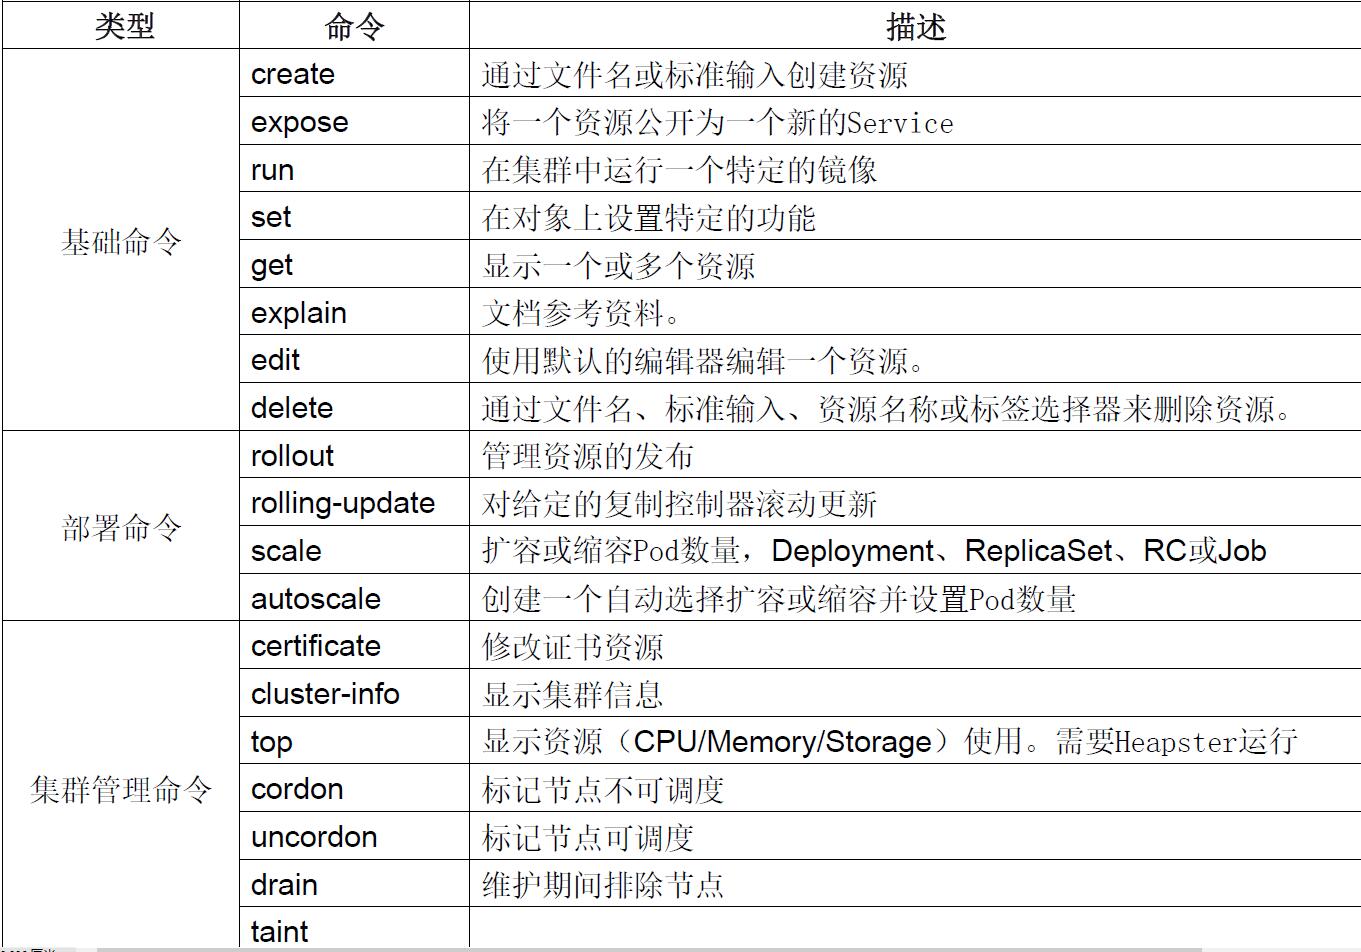 类型 命令 描述
基础命令
create 通过文件名或标准输入创建资源
expose 将一个资源公开为一个新的Service
run 在集群中运行一个特定的镜像
set 在对象上设置特定的功能
get 显示一个或多个资源
explain 文档参考资料。
edit 使用默认的编辑器编辑一个资源。
delete 通过文件名、标准输入、资源名称或标签选择器来删除资源。
部署命令
rollout 管理资源的发布
rolling-update 对给定的复制控制器滚动更新
scale 扩容或缩容Pod数量，Deployment、ReplicaSet、RC或Job
autoscale 创建一个自动选择扩容或缩容并设置Pod数量
集群管理命令
certificate 修改证书资源
cluster-info 显示集群信息
top 显示资源（CPU/Memory/Storage）使用。需要Heapster运行
cordon 标记节点不可调度
uncordon 标记节点可调度
drain 维护期间排除节点
taint